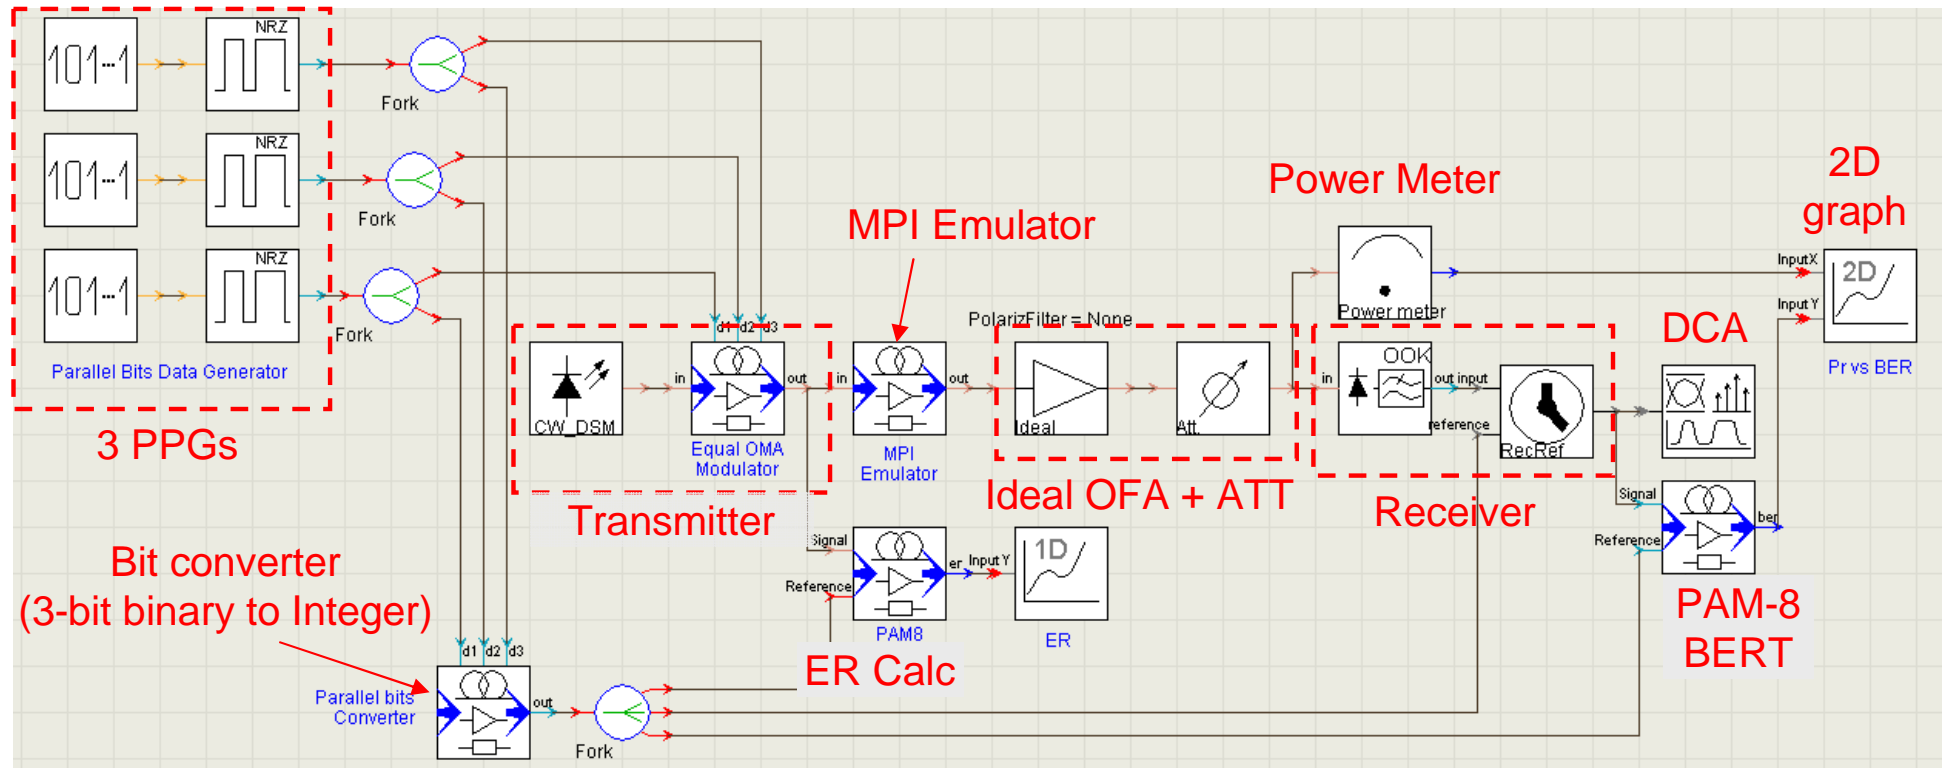 101···1
NRZ
Fork
101···1
NRZ
Fork
101···1
NRZ
Fork
Parallel Bits Data Generator
3 PPGs
d1 d2 d3
CW_DSM
in
out
Equal OMA
Modulator
Transmitter
MPI Emulator
in
out
MPI
Emulator
PolarizFilter = None
Ideal
Att.
Ideal OFA + ATT
Power Meter
Power meter
in
OOK
out
input
reference
RecRef
Receiver
2D
graph
InputX
Input Y
2D
Pr vs BER
DCA
Signal
Reference
ber
PAM-8
BERT
Signal
Reference
er
Input Y
1D
PAM8
ER
ER Calc
Bit converter
(3-bit binary to Integer)
d1 d2 d3
Parallel bits
Converter
out
Fork